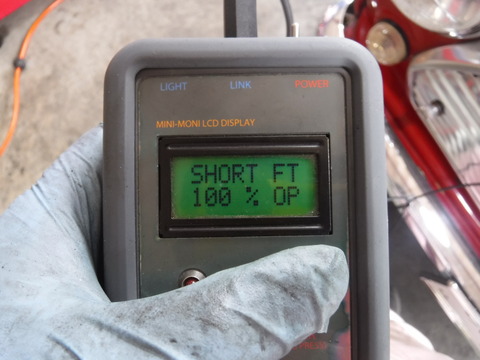 LIGHT LINK POWER
MINI-MONI LCD DISPLAY
SHORT FT
100 % OP